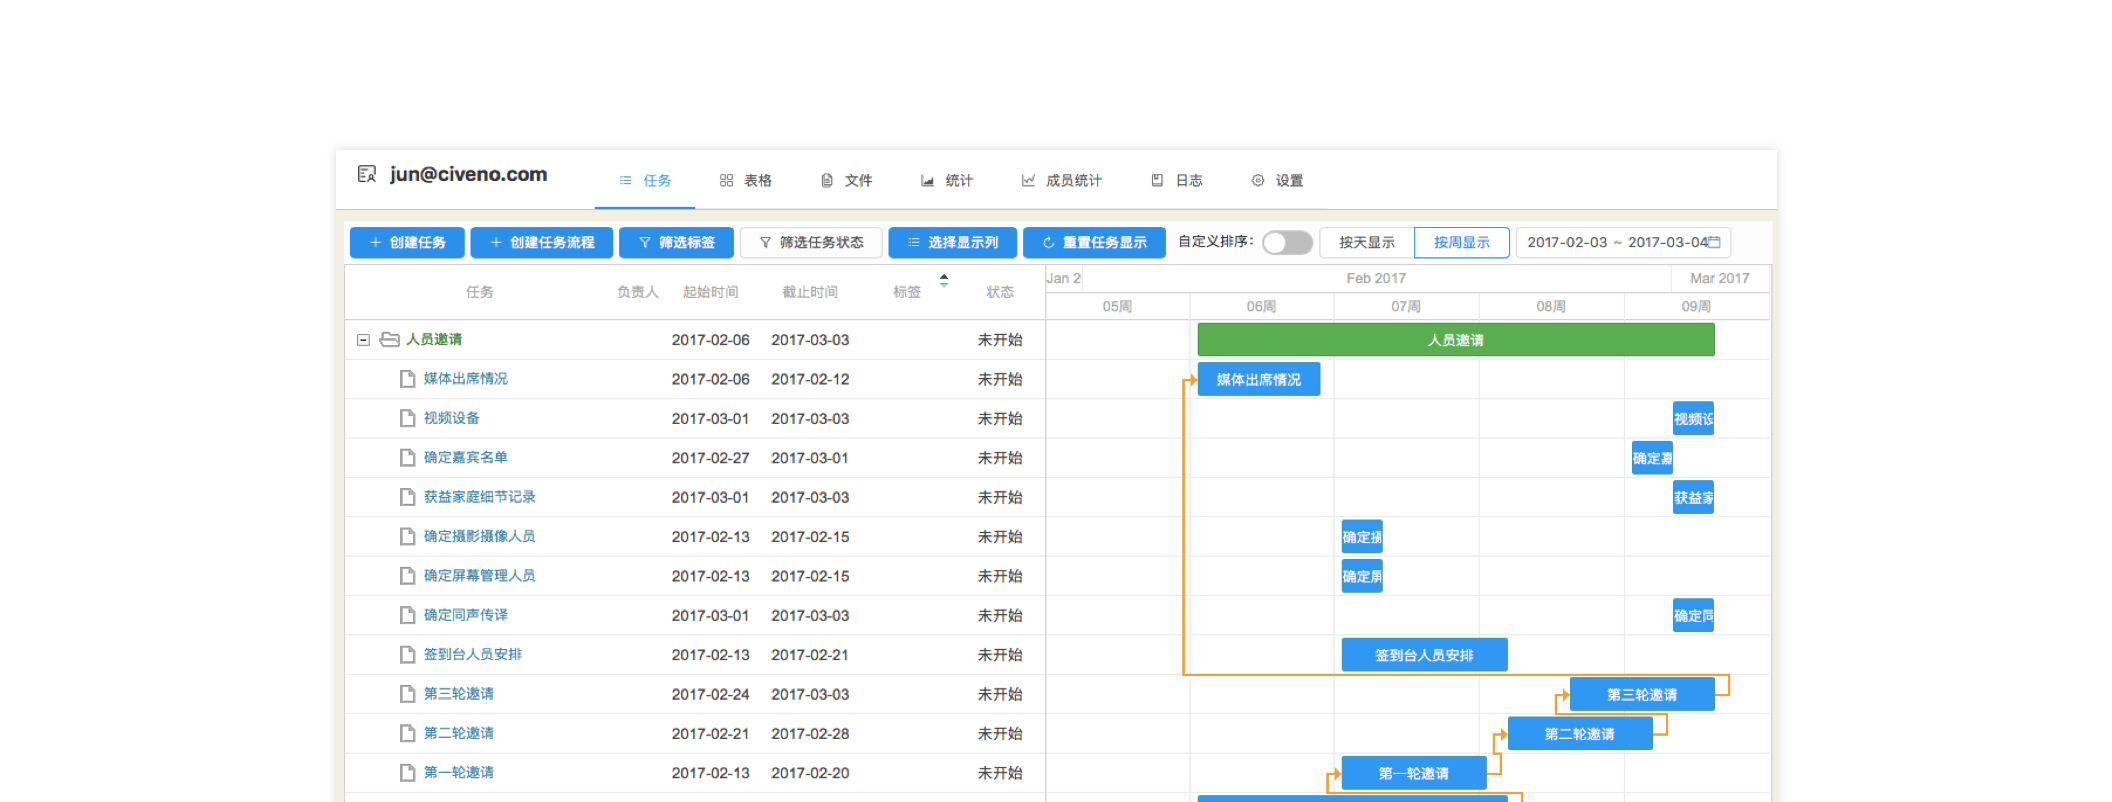 jun@civeno.com 任务 表格 文件 统计 成员统计 日志 设置
创建任务 创建任务流程 筛选标签 筛选任务状态 选择显示列 重置任务显示 自定义排序： 按天显示 按周显示 2017-02-03 ~ 2017-03-04
Jan 2 Feb 2017 Mar 2017
任务 负责人 起始时间 截止时间 标签 状态
05周 06周 07周 08周 09周
人员邀请 2017-02-06 2017-03-03 未开始 人员邀请
媒体出席情况 2017-02-06 2017-02-12 未开始 媒体出席情况
视频设备 2017-03-01 2017-03-03 未开始 视频设
确定嘉宾名单 2017-02-27 2017-03-01 未开始 确定嘉
获益家庭细节记录 2017-03-01 2017-03-03 未开始 获益家
确定摄影摄像人员 2017-02-13 2017-02-15 未开始 确定摄
确定屏幕管理人员 2017-02-13 2017-02-15 未开始 确定屏
确定同声传译 2017-03-01 2017-03-03 未开始 确定同
签到台人员安排 2017-02-13 2017-02-21 未开始 签到台人员安排
第三轮邀请 2017-02-24 2017-03-03 未开始 第三轮邀请
第二轮邀请 2017-02-21 2017-02-28 未开始 第二轮邀请
第一轮邀请 2017-02-13 2017-02-20 未开始 第一轮邀请